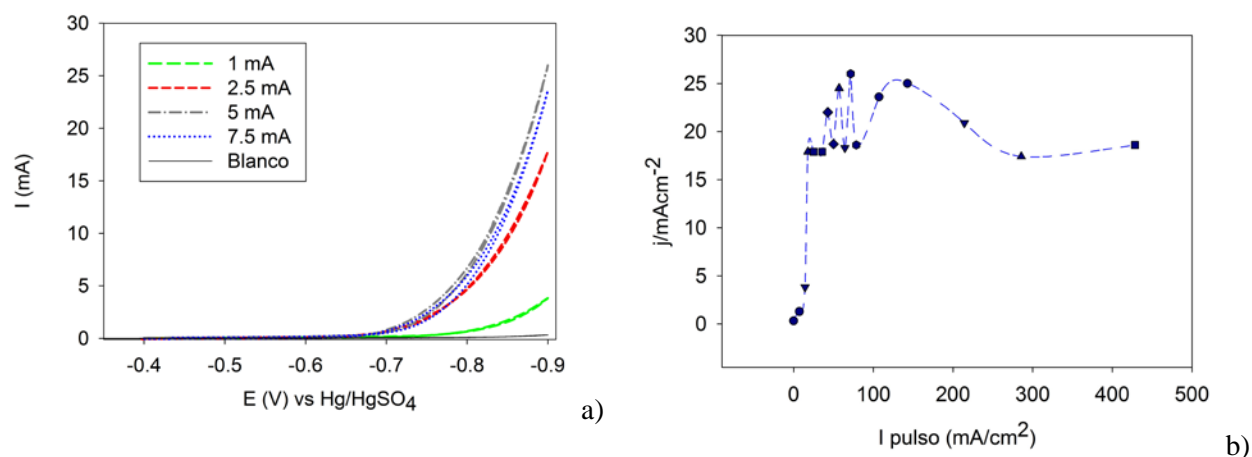 30
25
20
15
10
5
0
I (mA)
1 mA
2.5 mA
5 mA
7.5 mA
Blanco
-0.4 -0.5 -0.6 -0.7 -0.8 -0.9
E (V) vs Hg/HgSO4
a)
30
25
20
15
10
5
0
j/mAcm-2
0 100 200 300 400 500
I pulso (mA/cm2)
b)